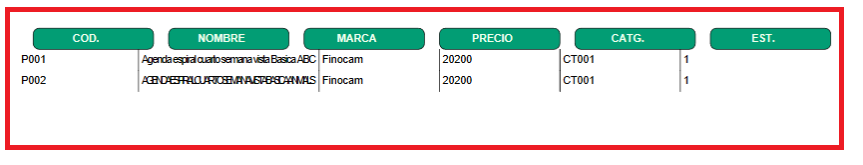 COD. NOMBRE MARCA PRECIO CATG. EST.
P001 Agenda espiral cuarto semana vista Basica ABC Finocam 20200 CT001 1
P002 AGENDA ESPIRAL CUARTO SEMANA VISTA BASICA ANIMALS Finocam 20200 CT001 1